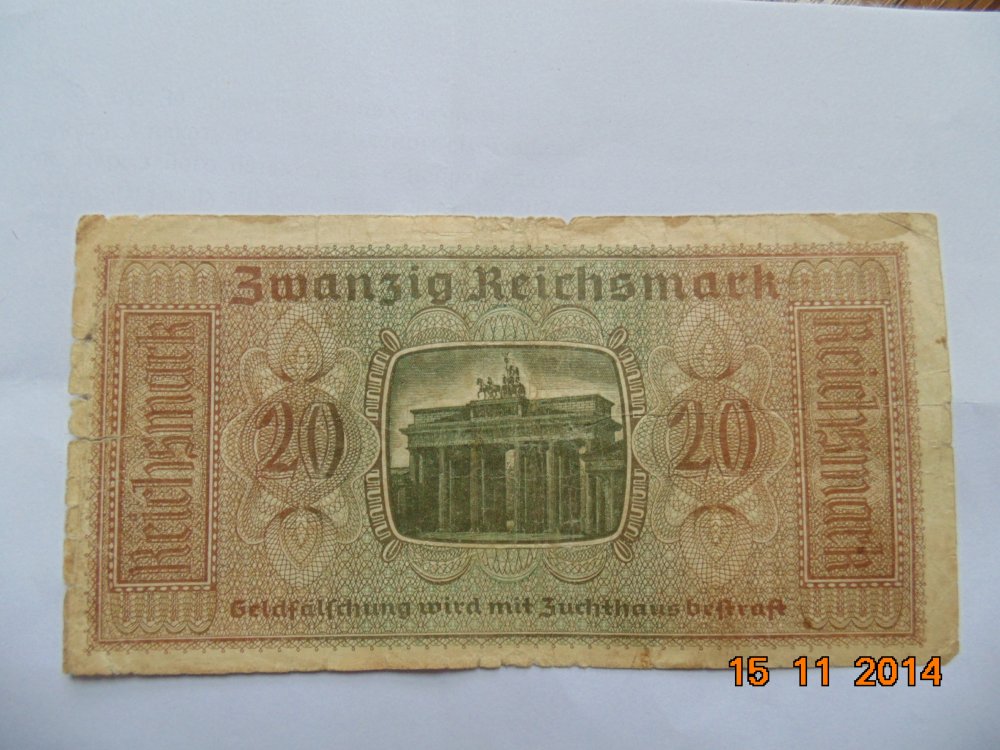 Zwanzig Reichsmark
Reichsmark
20
20
Reichsmark
Geldfälschung wird mit Zuchthaus bestraft
15 11 2014